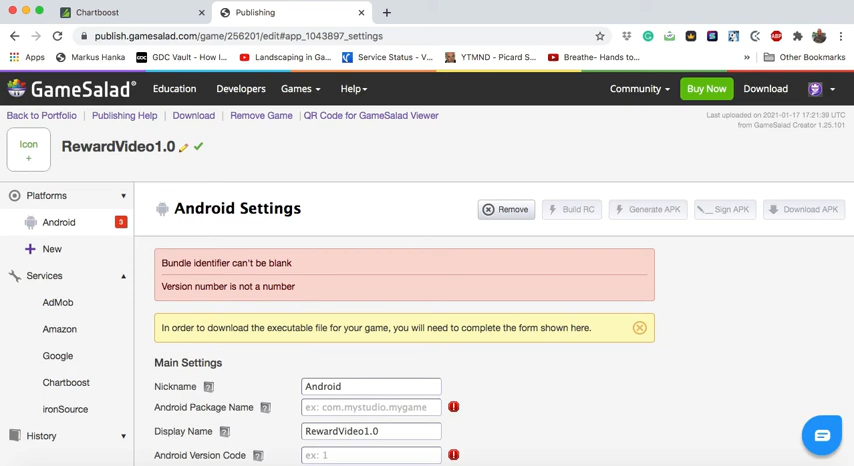 Chartboost
Publishing
publish.gamesalad.com/game/256201/edit#app_1043897_settings
Apps
Markus Hanka
GDC Vault - How I...
Landscaping in Ga...
Service Status - V...
YTMND - Picard S...
Breathe- Hands to...
»
Other Bookmarks
GameSalad®
Education
Developers
Games
Help
Community
Buy Now
Download
Back to Portfolio | Publishing Help | Download | Remove Game | QR Code for GameSalad Viewer
Last uploaded on 2021-01-17 17:21:39 UTC
from GameSalad Creator 1.25.101
Icon
+
RewardVideo1.0
Platforms
Android 3
New
Services
AdMob
Amazon
Google
Chartboost
ironSource
History
Android Settings
Remove
Build RC
Generate APK
Sign APK
Download APK
Bundle identifier can't be blank
Version number is not a number
In order to download the executable file for your game, you will need to complete the form shown here.
Main Settings
Nickname ? Android
Android Package Name ? ex: com.mystudio.mygame
Display Name ? RewardVideo1.0
Android Version Code ? ex: 1